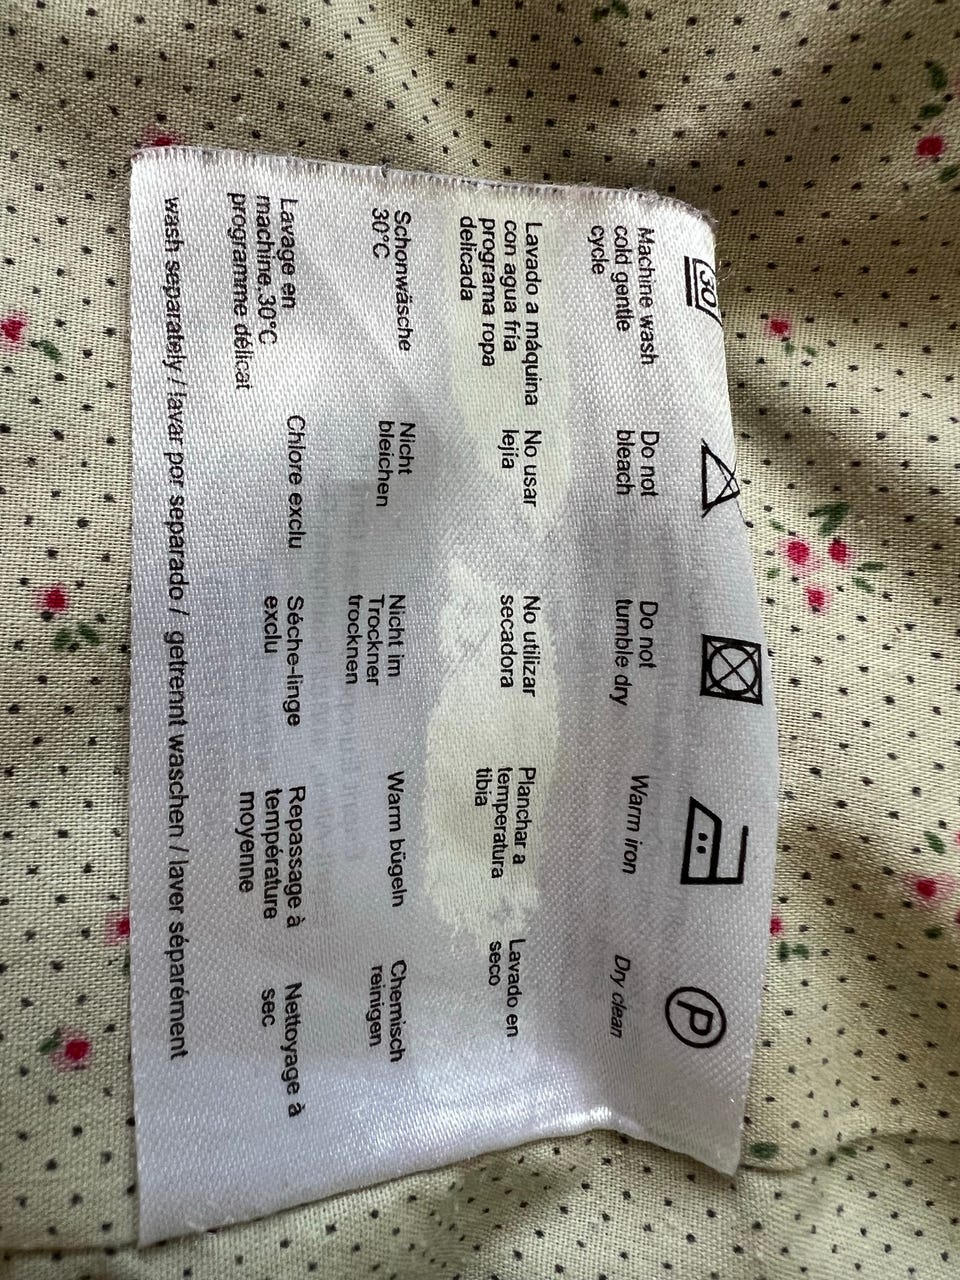 30
P
Machine wash
cold gentle
cycle
Do not
bleach
Do not
tumble dry
Warm iron
Dry clean
Lavado a máquina
con agua fria
programa ropa
delicada
No usar
lejia
No utilizar
secadora
Planchar a
temperatura
tibia
Lavado en
seco
Schonwäsche
30°C
Nicht
bleichen
Nicht im
Trockner
trocknen
Warm bügeln
Chemisch
reinigen
Lavage en
machine.30°C
programme délicat
Chlore exclu
Séche-linge
exclu
Repassage à
température
moyenne
Nettoyage à
sec
wash separately / lavar por separado / getrennt waschen / laver séparément